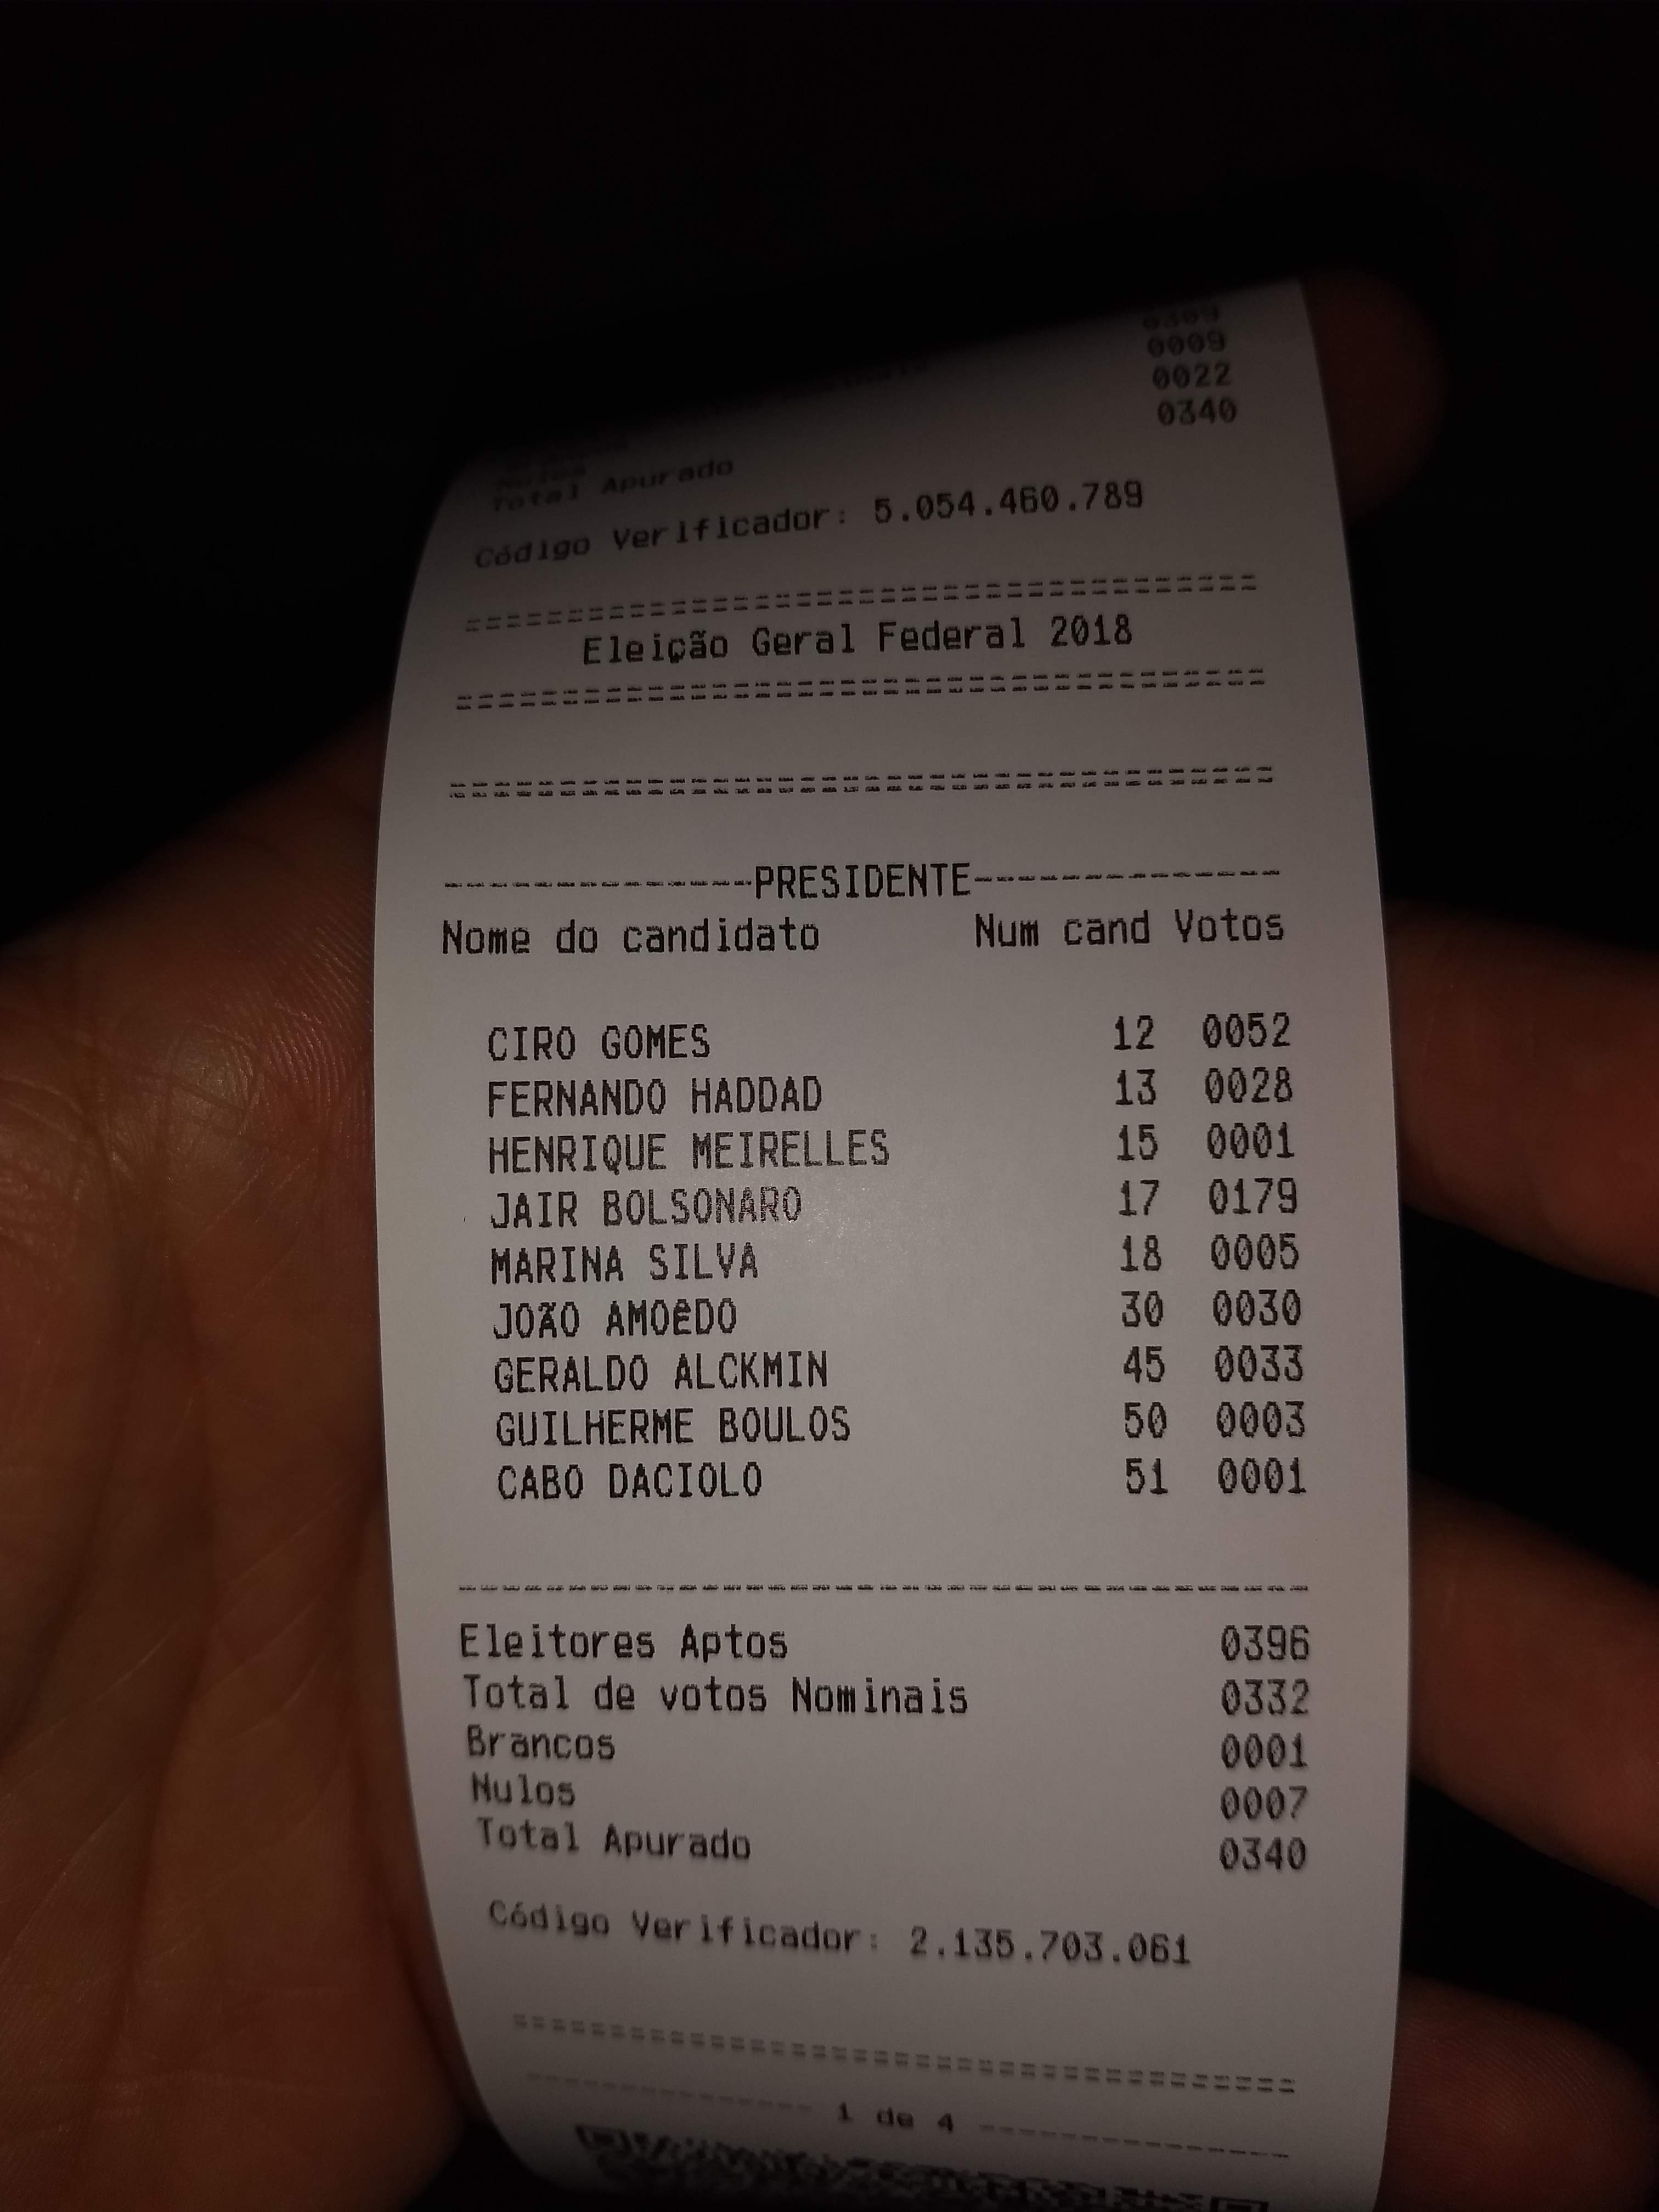 0009
0022
0340
Nulos
Total Apurado
Código Verificador: 5.054.460.789
========================================
Eleição Geral Federal 2018
========================================
========================================
---------------PRESIDENTE---------------
Nome do candidato Num cand Votos
CIRO GOMES 12 0052
FERNANDO HADDAD 13 0028
HENRIQUE MEIRELLES 15 0001
JAIR BOLSONARO 17 0179
MARINA SILVA 18 0005
JOÃO AMOÊDO 30 0030
GERALDO ALCKMIN 45 0033
GUILHERME BOULOS 50 0003
CABO DACIOLO 51 0001
----------------------------------------
Eleitores Aptos 0396
Total de votos Nominais 0332
Brancos 0001
Nulos 0007
Total Apurado 0340
Código Verificador: 2.135.703.061
========================================
--------------- 1 de 4 ---------------